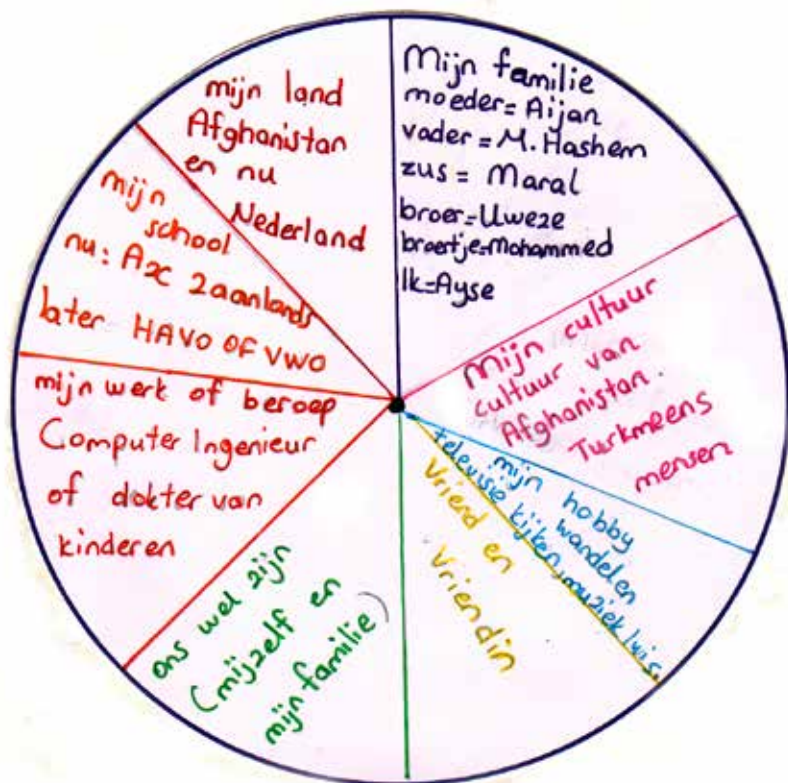 Mijn familie
moeder = Aijan
vader = M. Hashem
zus = Maral
broer = Uweze
broertje = Mohammed
Ik = Ayse
Mijn cultuur
cultuur van
Afghanistan.
Turkmeens
mensen
mijn hobby
wandelen
televisie kijken, muziek luis.
Vriend en
Vriendin
ons wel zijn
(mijzelf en
mijn familie)
mijn werk of beroep
Computer Ingenieur
of dokter van
kinderen
mijn
school
nu: A2c 2aanlands
later HAVO OF VWO
mijn land
Afghanistan
en nu
Nederland